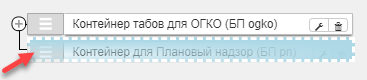 Контейнер табов для ОГКО (БП ogko)
Контейнер для Плановый надзор (БП pn)